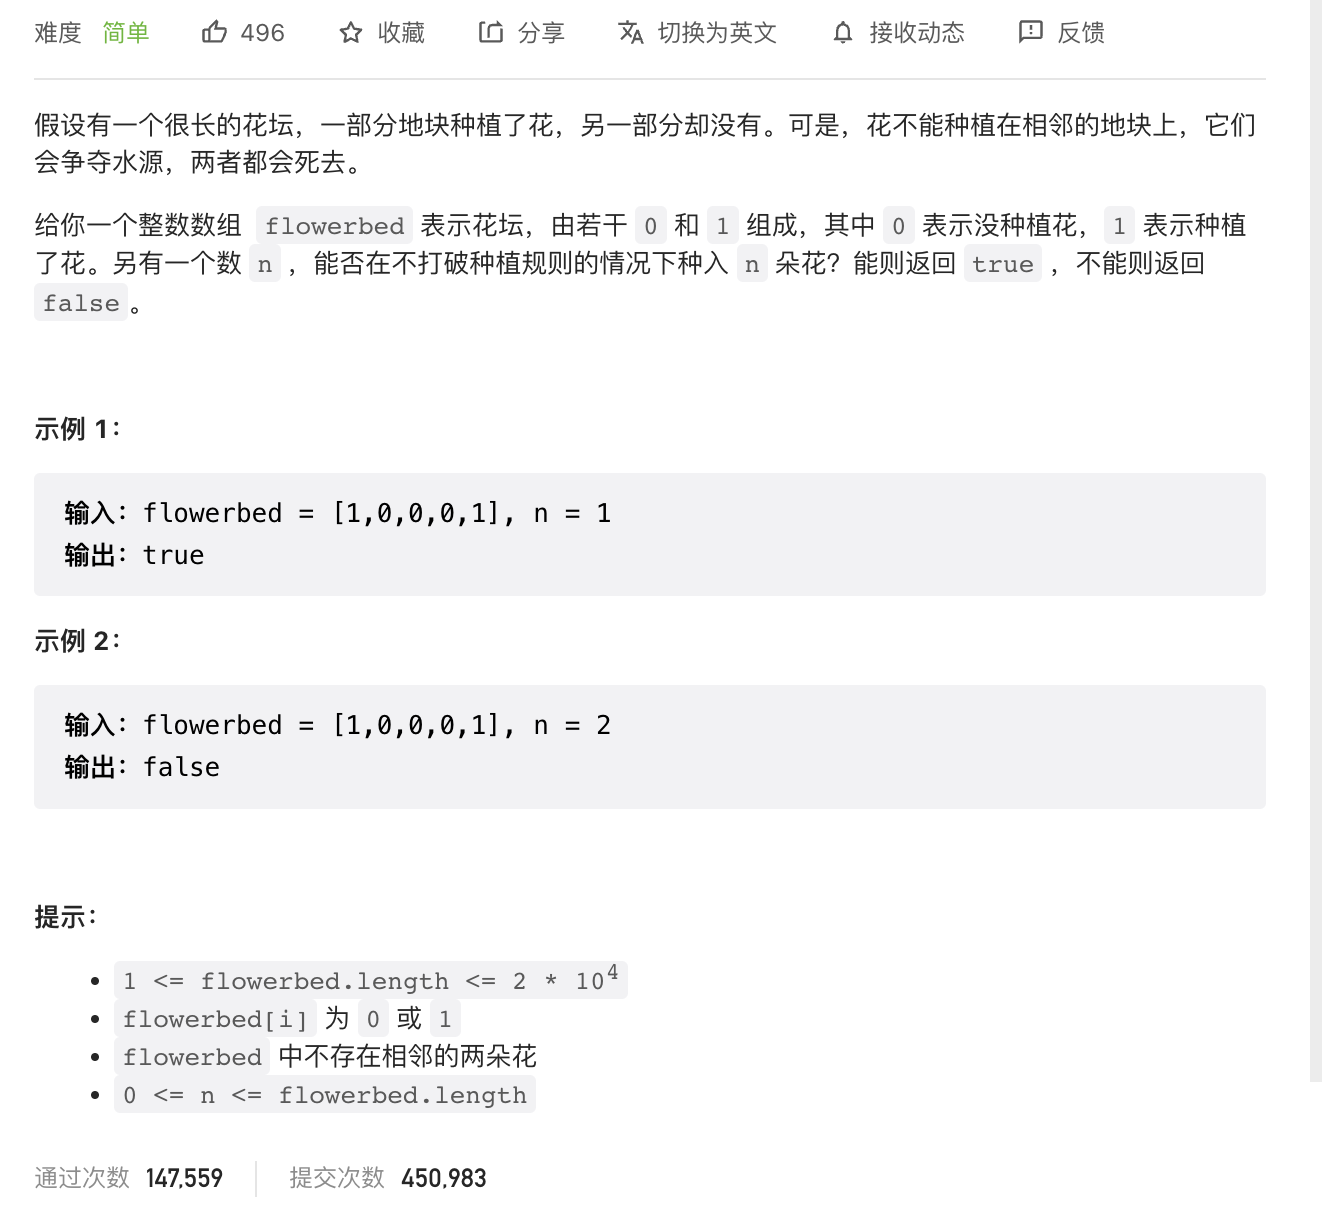 难度 简单 496 收藏 分享 切换为英文 接收动态 反馈
假设有一个很长的花坛，一部分地块种植了花，另一部分却没有。可是，花不能种植在相邻的地块上，它们
会争夺水源，两者都会死去。
给你一个整数数组 flowerbed 表示花坛，由若干 0 和 1 组成，其中 0 表示没种植花，1 表示种植
了花。另有一个数 n ，能否在不打破种植规则的情况下种入 n 朵花？能则返回 true ，不能则返回
false 。
示例 1：
输入：flowerbed = [1,0,0,0,1], n = 1
输出：true
示例 2：
输入：flowerbed = [1,0,0,0,1], n = 2
输出：false
提示：
• 1 <= flowerbed.length <= 2 * 10⁴
• flowerbed[i] 为 0 或 1
• flowerbed 中不存在相邻的两朵花
• 0 <= n <= flowerbed.length
通过次数 147,559 提交次数 450,983